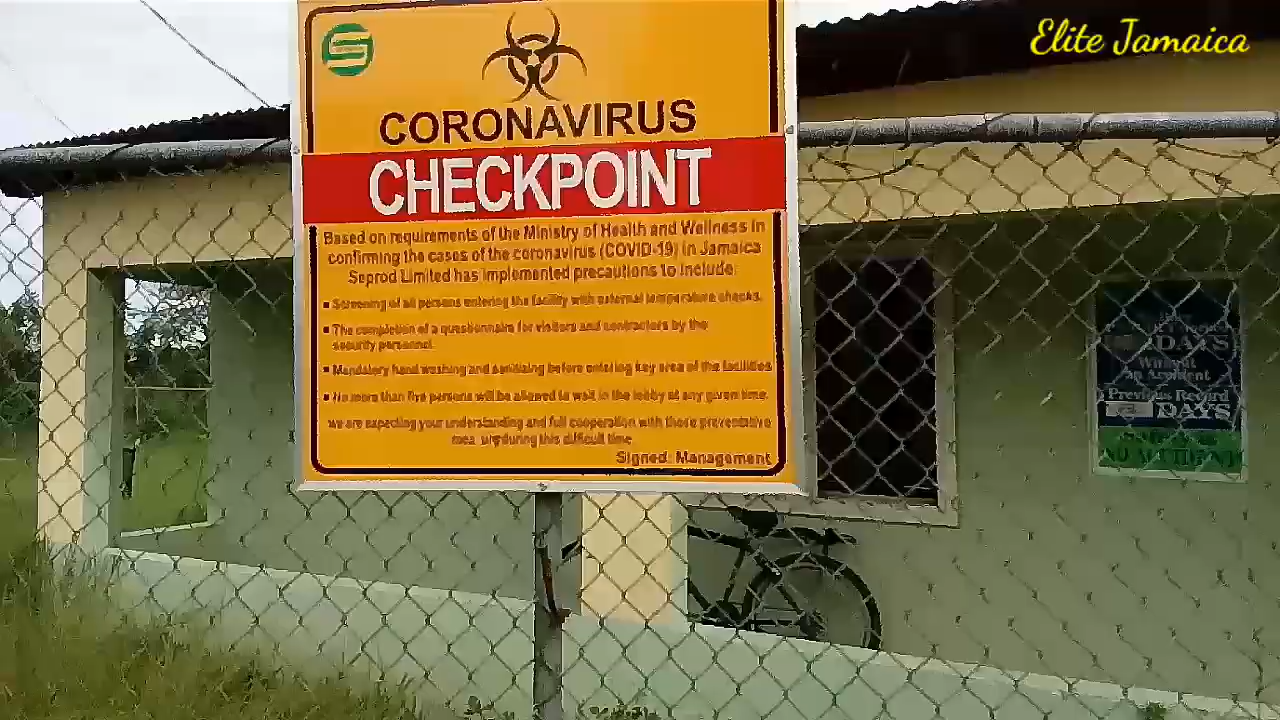 Elite Jamaica
CORONAVIRUS
CHECKPOINT
Based on requirements of the Ministry of Health and Wellness in
confirming the cases of the coronavirus (COVID-19) in Jamaica
Seprod Limited has implemented precautions to include:
▪ Screening of all persons entering the facility with external temperature checks.
▪ The completion of a questionnaire for visitors and contractors by the
security personnel.
▪ Mandatory hand washing and sanitizing before entering key area of the facilities
▪ No more than five persons will be allowed to wait in the lobby at any given time.
we are expecting your understanding and full cooperation with these preventative
during this difficult time.
Signed: Management
DAYS
Without
an Accident
Previous Record
DAYS
NO ACCIDENT